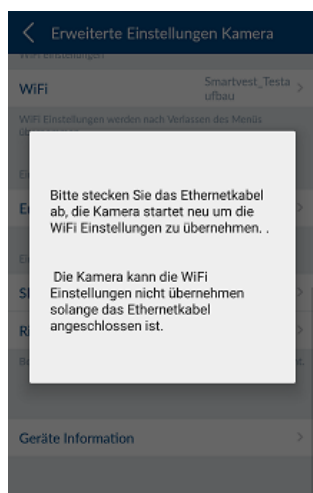 Erweiterte Einstellungen Kamera
WiFi Einstellungen
WiFi
Smartvest_Testa
ufbau
WiFi Einstellungen werden nach Verlassen des Menüs
Bitte stecken Sie das Ethernetkabel
ab, die Kamera startet neu um die
WiFi Einstellungen zu übernehmen. .
Die Kamera kann die WiFi
Einstellungen nicht übernehmen
solange das Ethernetkabel
angeschlossen ist.
Geräte Information